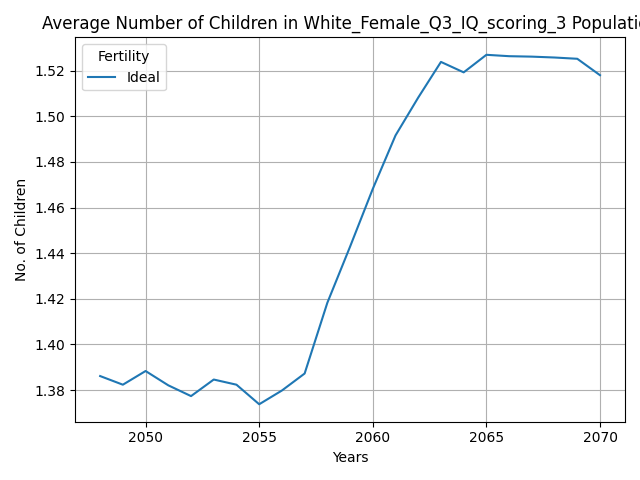 Average Number of Children in White_Female_Q3_IQ_scoring_3 Populatio
Fertility
Ideal
No. of Children
1.52
1.50
1.48
1.46
1.44
1.42
1.40
1.38
2050 2055 2060 2065 2070
Years